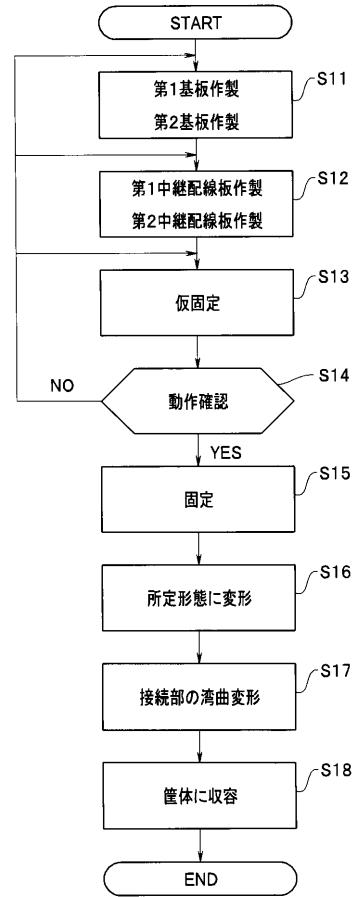 START
S11
第1基板作製
第2基板作製
S12
第1中継配線板作製
第2中継配線板作製
S13
仮固定
S14
NO
動作確認
YES
S15
固定
S16
所定形態に変形
S17
接続部の湾曲変形
S18
筐体に収容
END